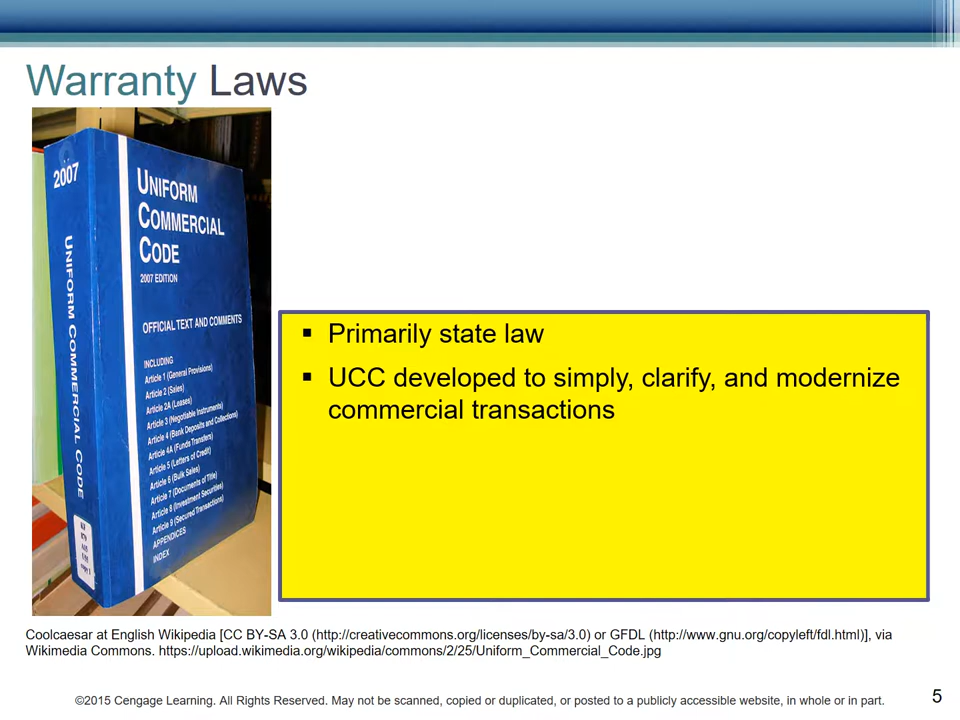 Warranty Laws
2007
UNIFORM COMMERCIAL CODE
UNIFORM
COMMERCIAL
CODE
2007 EDITION
OFFICIAL TEXT AND COMMENTS
INCLUDING
Article 1 (General Provisions)
Article 2 (Sales)
Article 2A (Leases)
Article 3 (Negotiable Instruments)
Article 4 (Bank Deposits and Collections)
Article 4A (Funds Transfers)
Article 5 (Letters of Credit)
Article 6 (Bulk Sales)
Article 7 (Documents of Title)
Article 8 (Investment Securities)
Article 9 (Secured Transactions)
APPENDICES
INDEX
▪ Primarily state law
▪ UCC developed to simply, clarify, and modernize
commercial transactions
Coolcaesar at English Wikipedia [CC BY-SA 3.0 (http://creativecommons.org/licenses/by-sa/3.0) or GFDL (http://www.gnu.org/copyleft/fdl.html)], via
Wikimedia Commons. https://upload.wikimedia.org/wikipedia/commons/2/25/Uniform_Commercial_Code.jpg
©2015 Cengage Learning. All Rights Reserved. May not be scanned, copied or duplicated, or posted to a publicly accessible website, in whole or in part.
5